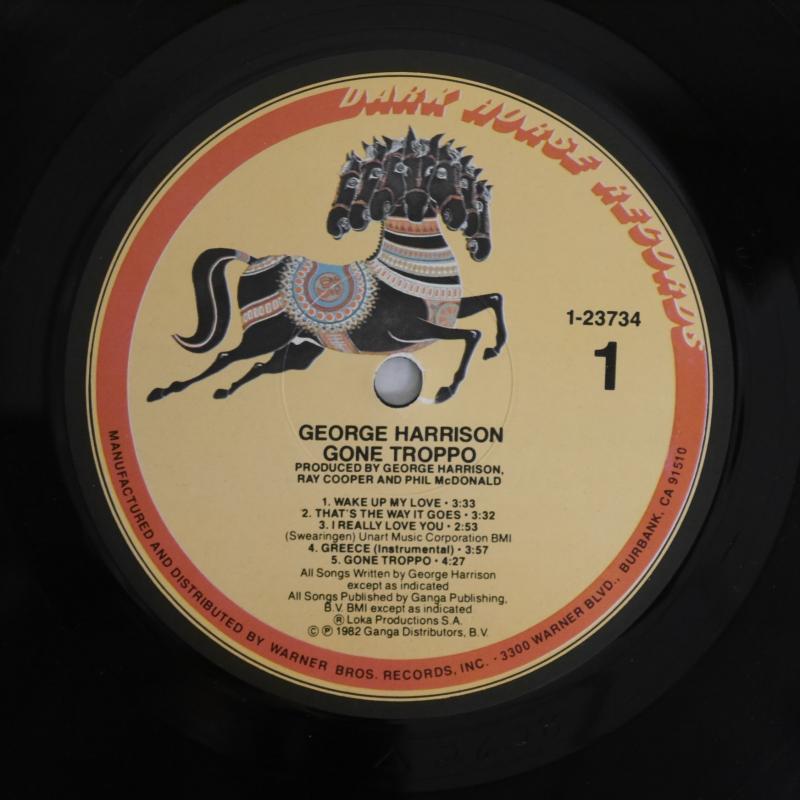 DARK HORSE RECORDS
1-23734
1
GEORGE HARRISON
GONE TROPPO
PRODUCED BY GEORGE HARRISON,
RAY COOPER AND PHIL McDONALD
1. WAKE UP MY LOVE • 3:33
2. THAT'S THE WAY IT GOES • 3:32
3. I REALLY LOVE YOU • 2:53
(Swearingen) Unart Music Corporation BMI
4. GREECE (Instrumental) • 3:57
5. GONE TROPPO • 4:27
All Songs Written by George Harrison
except as indicated
All Songs Published by Ganga Publishing,
B.V. BMI except as indicated
® Loka Productions S.A.
© ℗ 1982 Ganga Distributors, B.V.
MANUFACTURED AND DISTRIBUTED BY WARNER BROS. RECORDS, INC. • 3300 WARNER BLVD., BURBANK, CA 91510